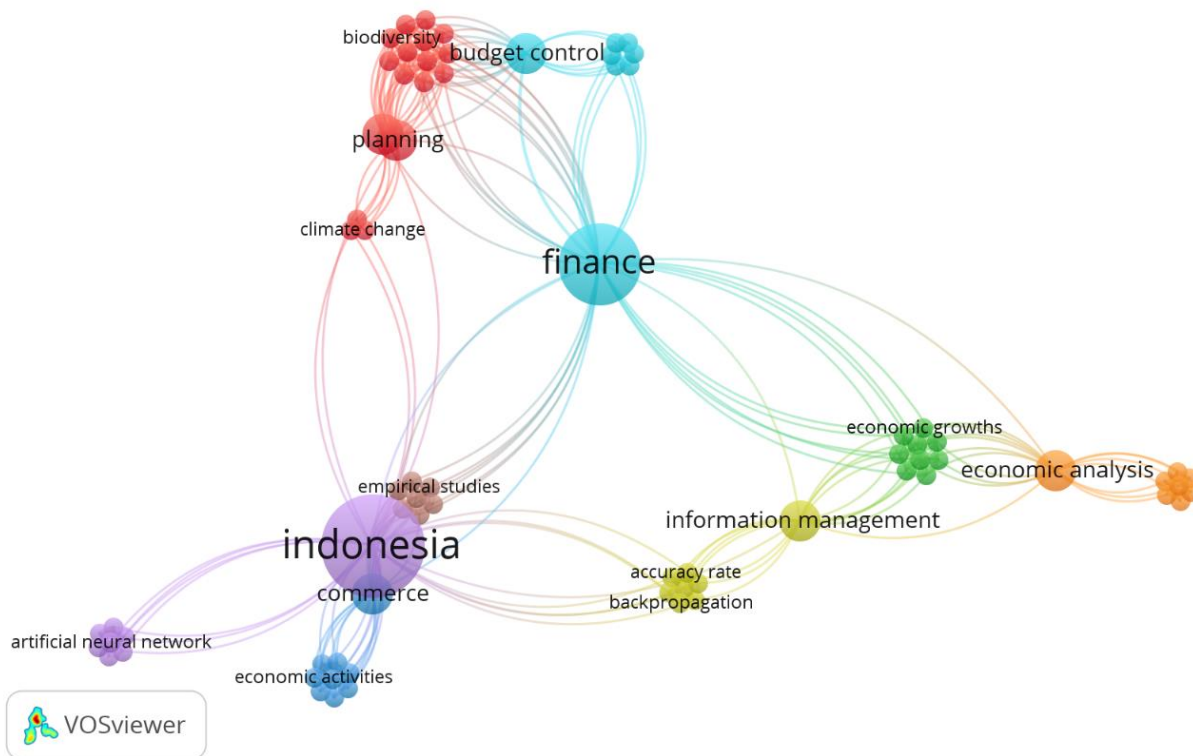 biodiversity
budget control
planning
climate change
finance
economic growths
economic analysis
empirical studies
information management
indonesia
accuracy rate
commerce
backpropagation
artificial neural network
economic activities
VOSviewer